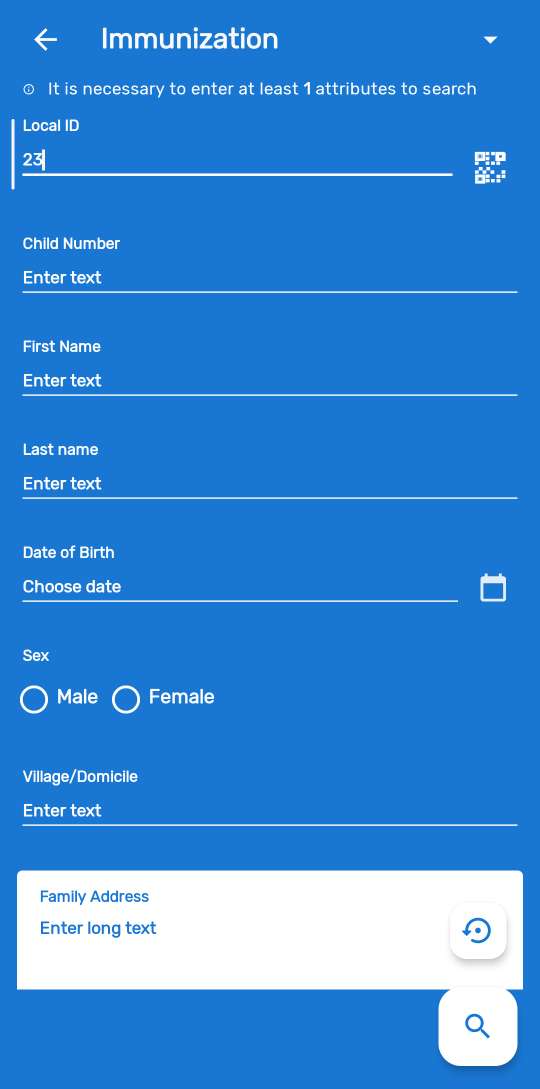 Immunization
It is necessary to enter at least 1 attributes to search
Local ID
23
Child Number
Enter text
First Name
Enter text
Last name
Enter text
Date of Birth
Choose date
Sex
Male Female
Village/Domicile
Enter text
Family Address
Enter long text